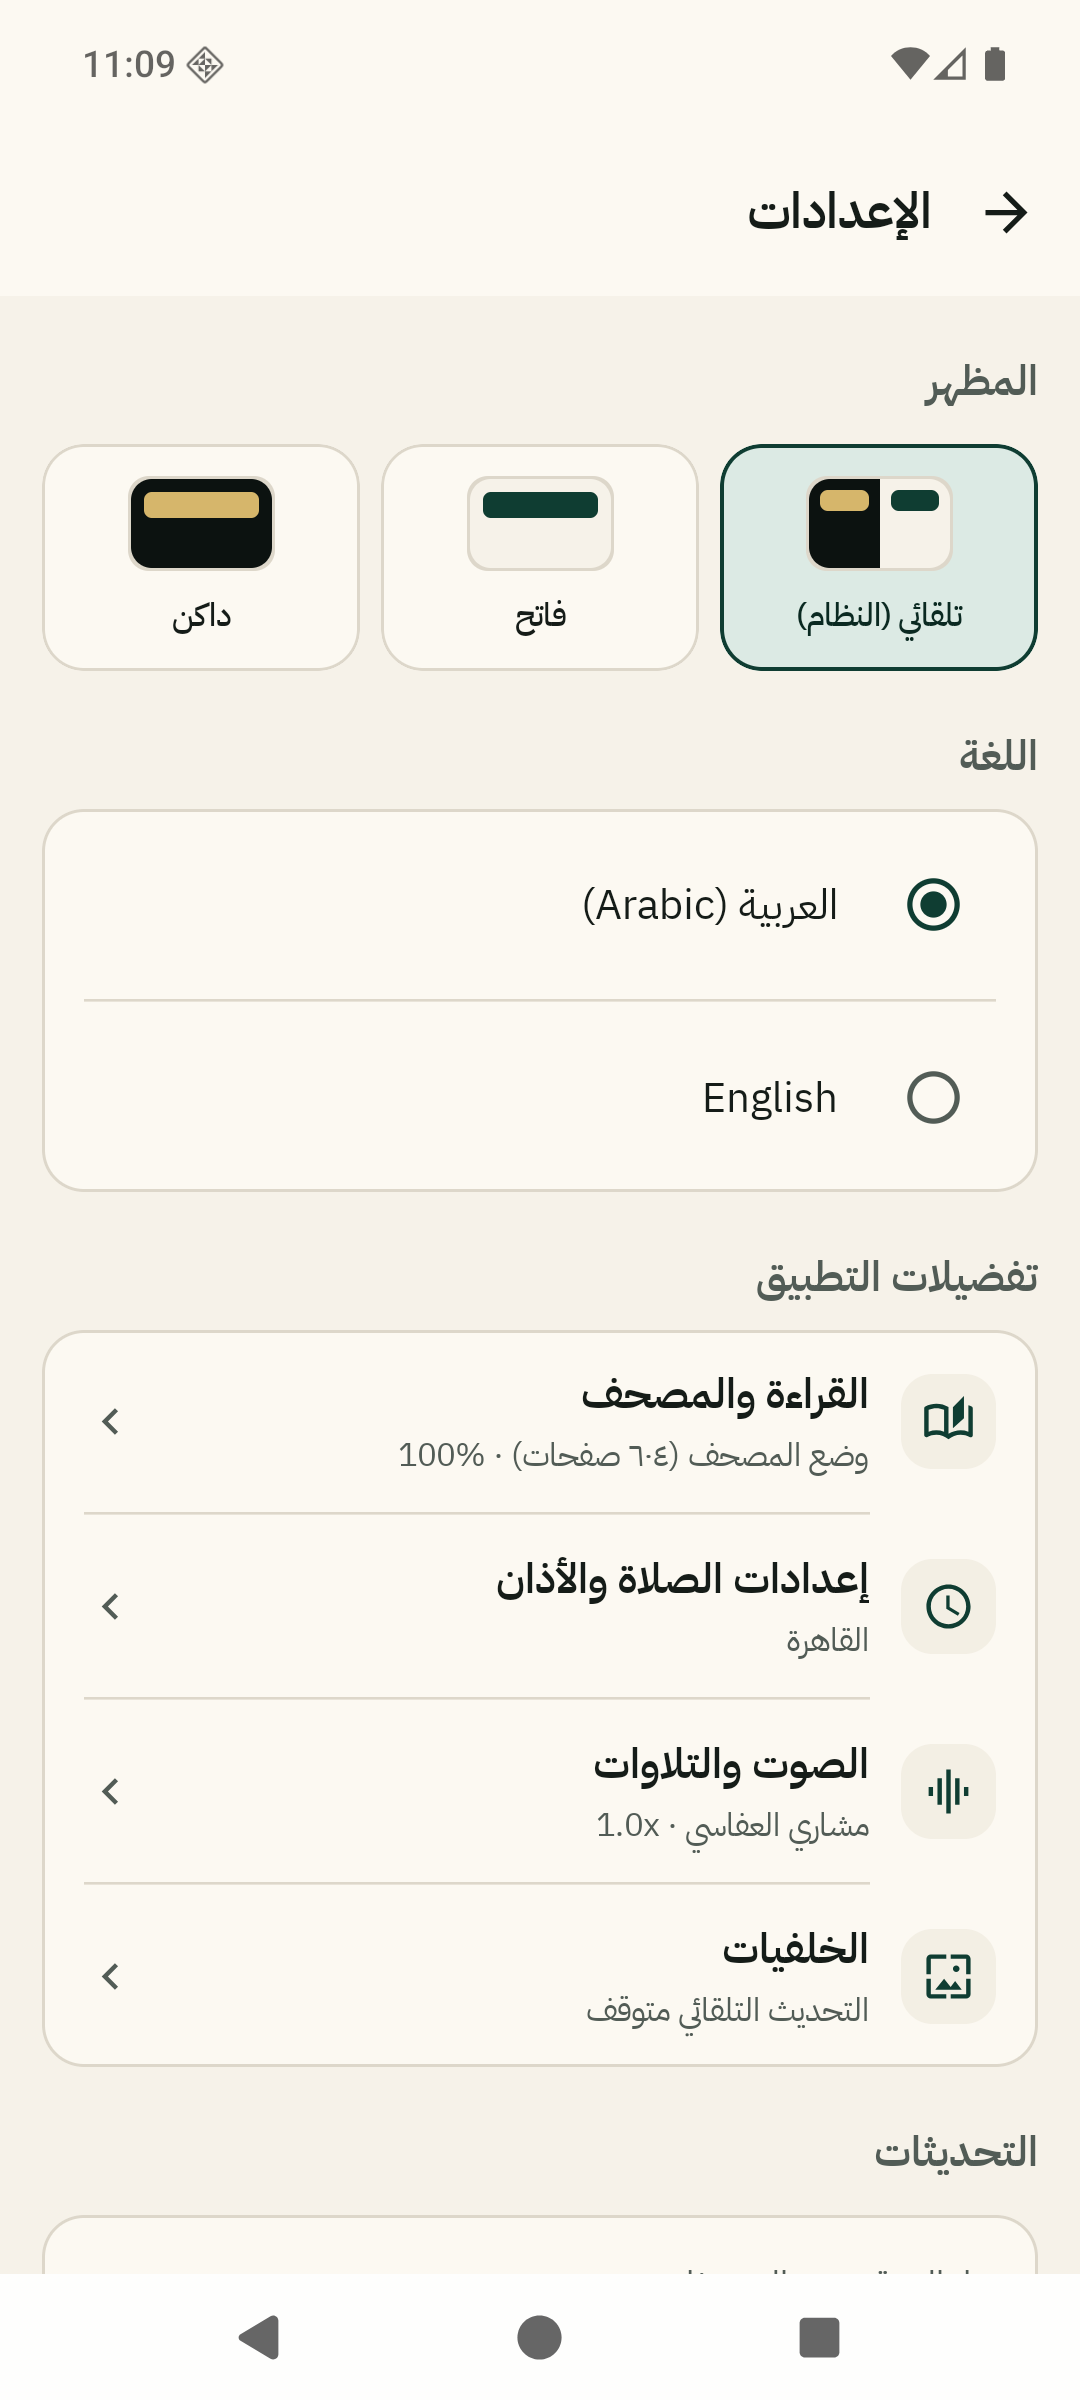 11:09
الإعدادات
المظهر
تلقائي (النظام)
فاتح
داكن
اللغة
العربية (Arabic)
English
تفضيلات التطبيق
القراءة والمصحف
وضع المصحف (٦٠٤ صفحات) · 100%
إعدادات الصلاة والأذان
القاهرة
الصوت والتلاوات
مشاري العفاسي · 1.0x
الخلفيات
التحديث التلقائي متوقف
التحديثات